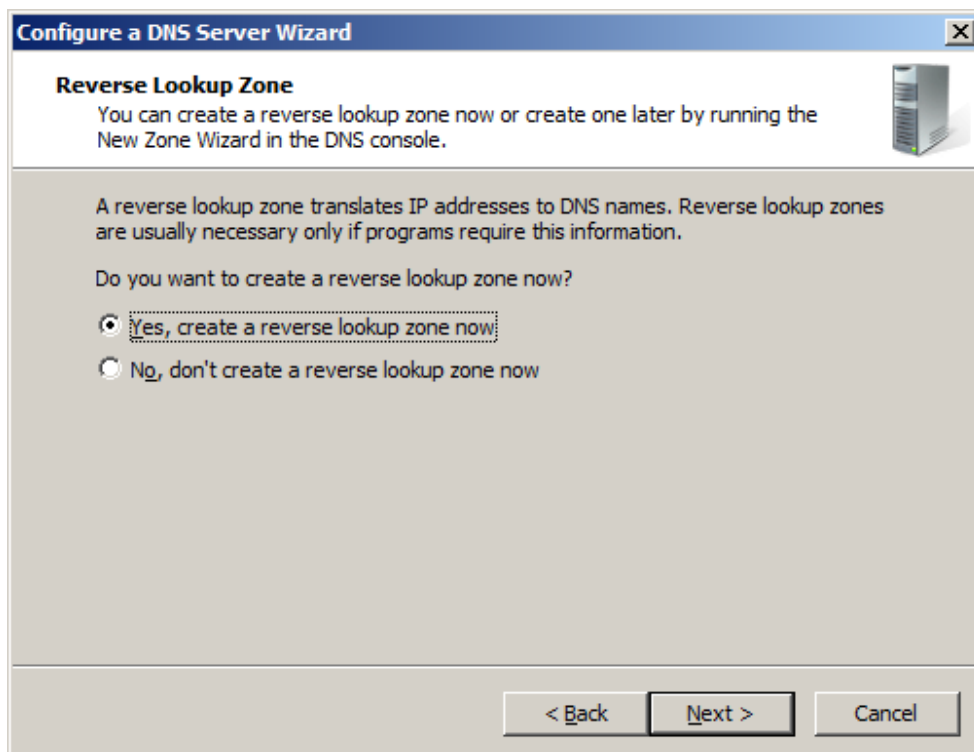 Configure a DNS Server Wizard
Reverse Lookup Zone
You can create a reverse lookup zone now or create one later by running the
New Zone Wizard in the DNS console.
A reverse lookup zone translates IP addresses to DNS names. Reverse lookup zones
are usually necessary only if programs require this information.
Do you want to create a reverse lookup zone now?
Yes, create a reverse lookup zone now
No, don't create a reverse lookup zone now
< Back
Next >
Cancel